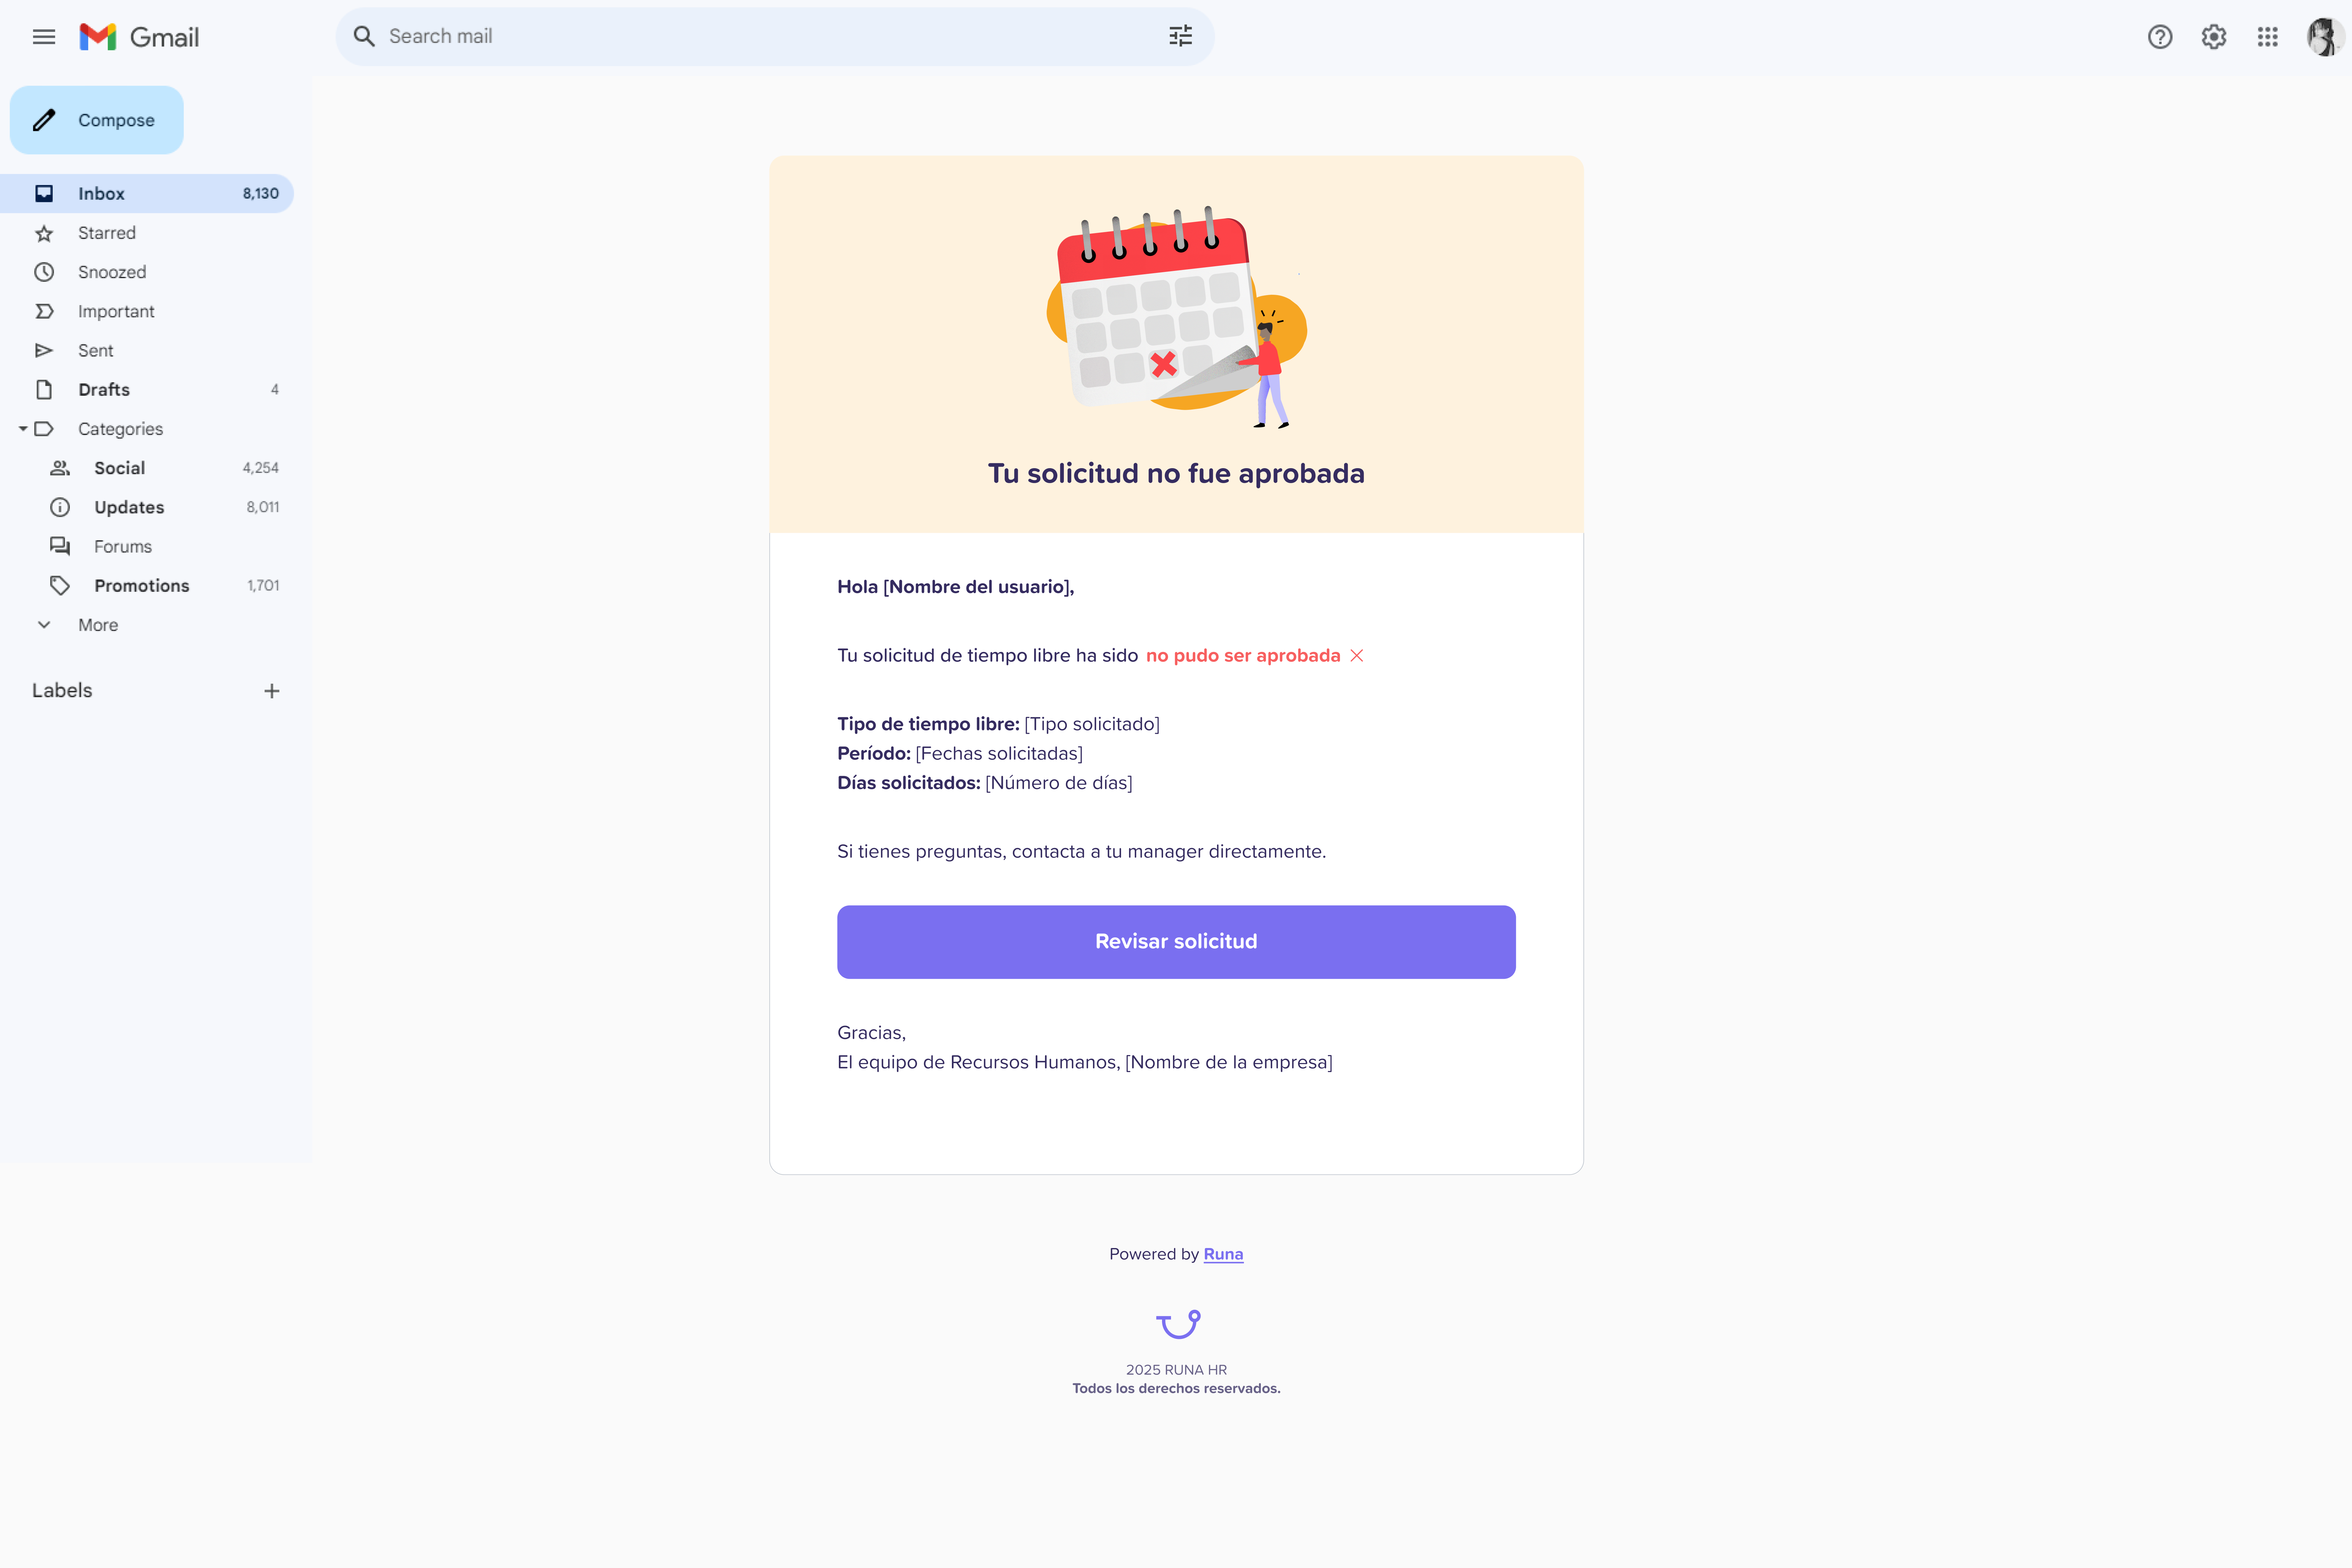 Gmail
Search mail
Compose
Inbox 8,130
Starred
Snoozed
Important
Sent
Drafts 4
Categories
Social 4,254
Updates 8,011
Forums
Promotions 1,701
More
Labels
Tu solicitud no fue aprobada
Hola [Nombre del usuario],
Tu solicitud de tiempo libre ha sido no pudo ser aprobada
Tipo de tiempo libre: [Tipo solicitado]
Período: [Fechas solicitadas]
Días solicitados: [Número de días]
Si tienes preguntas, contacta a tu manager directamente.
Revisar solicitud
Gracias,
El equipo de Recursos Humanos, [Nombre de la empresa]
Powered by Runa
2025 RUNA HR
Todos los derechos reservados.